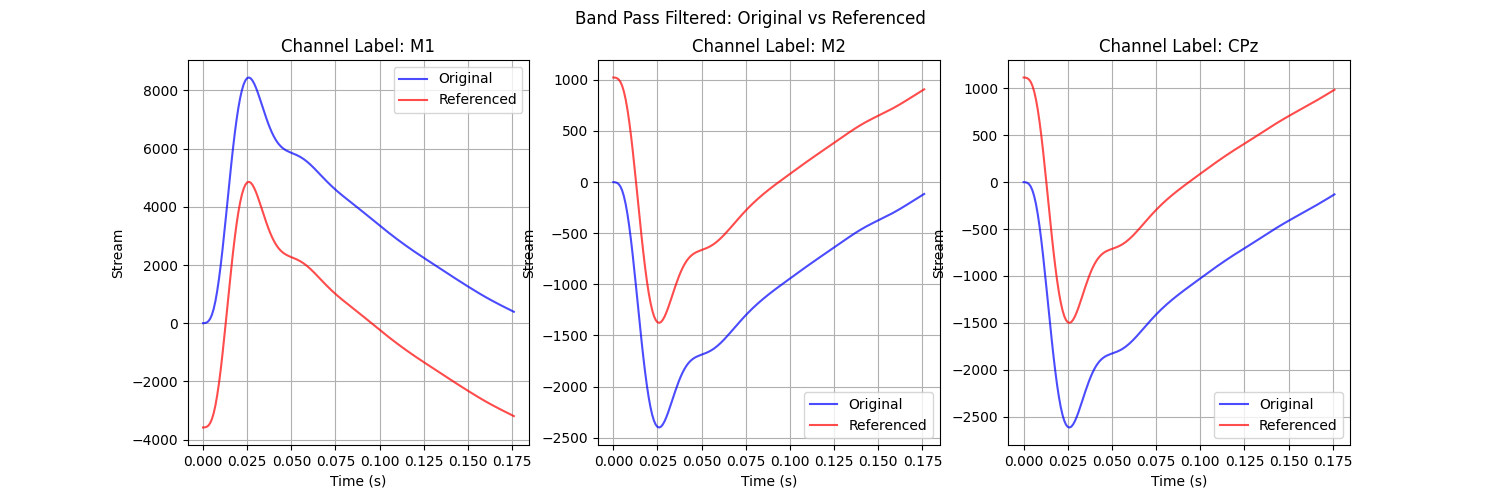 Band Pass Filtered: Original vs Referenced
Channel Label: M1
Original
Referenced
Stream
8000
6000
4000
2000
0
−2000
−4000
0.000 0.025 0.050 0.075 0.100 0.125 0.150 0.175
Time (s)
Channel Label: M2
Stream
1000
500
0
−500
−1000
−1500
−2000
−2500
Original
Referenced
0.000 0.025 0.050 0.075 0.100 0.125 0.150 0.175
Time (s)
Channel Label: CPz
Stream
1000
500
0
−500
−1000
−1500
−2000
−2500
Original
Referenced
0.000 0.025 0.050 0.075 0.100 0.125 0.150 0.175
Time (s)